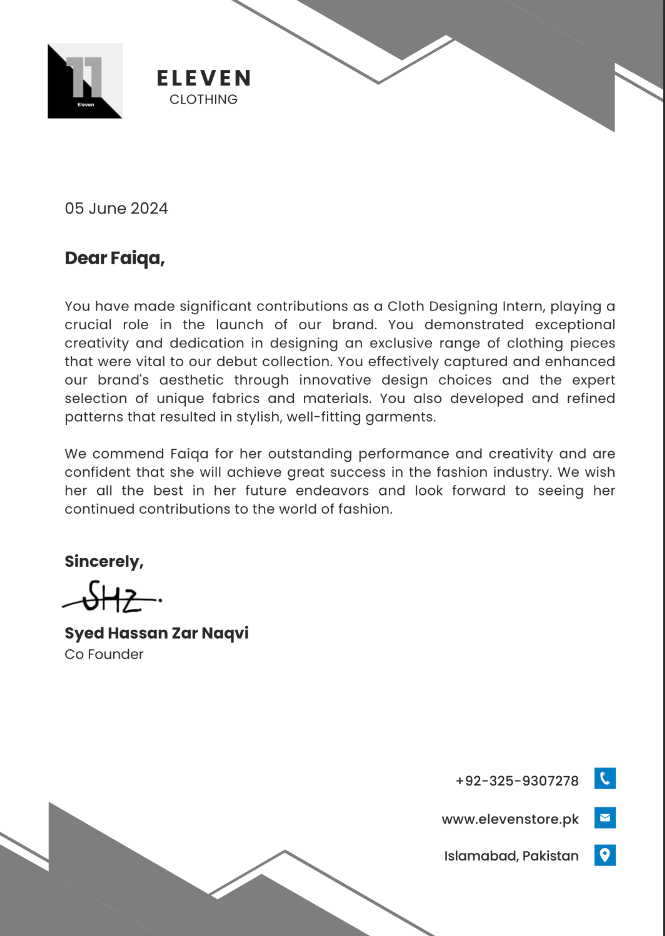 11
Eleven
ELEVEN
CLOTHING
05 June 2024
Dear Faiqa,
You have made significant contributions as a Cloth Designing Intern, playing a
crucial role in the launch of our brand. You demonstrated exceptional
creativity and dedication in designing an exclusive range of clothing pieces
that were vital to our debut collection. You effectively captured and enhanced
our brand's aesthetic through innovative design choices and the expert
selection of unique fabrics and materials. You also developed and refined
patterns that resulted in stylish, well-fitting garments.
We commend Faiqa for her outstanding performance and creativity and are
confident that she will achieve great success in the fashion industry. We wish
her all the best in her future endeavors and look forward to seeing her
continued contributions to the world of fashion.
Sincerely,
SHZ
Syed Hassan Zar Naqvi
Co Founder
+92-325-9307278
www.elevenstore.pk
Islamabad, Pakistan